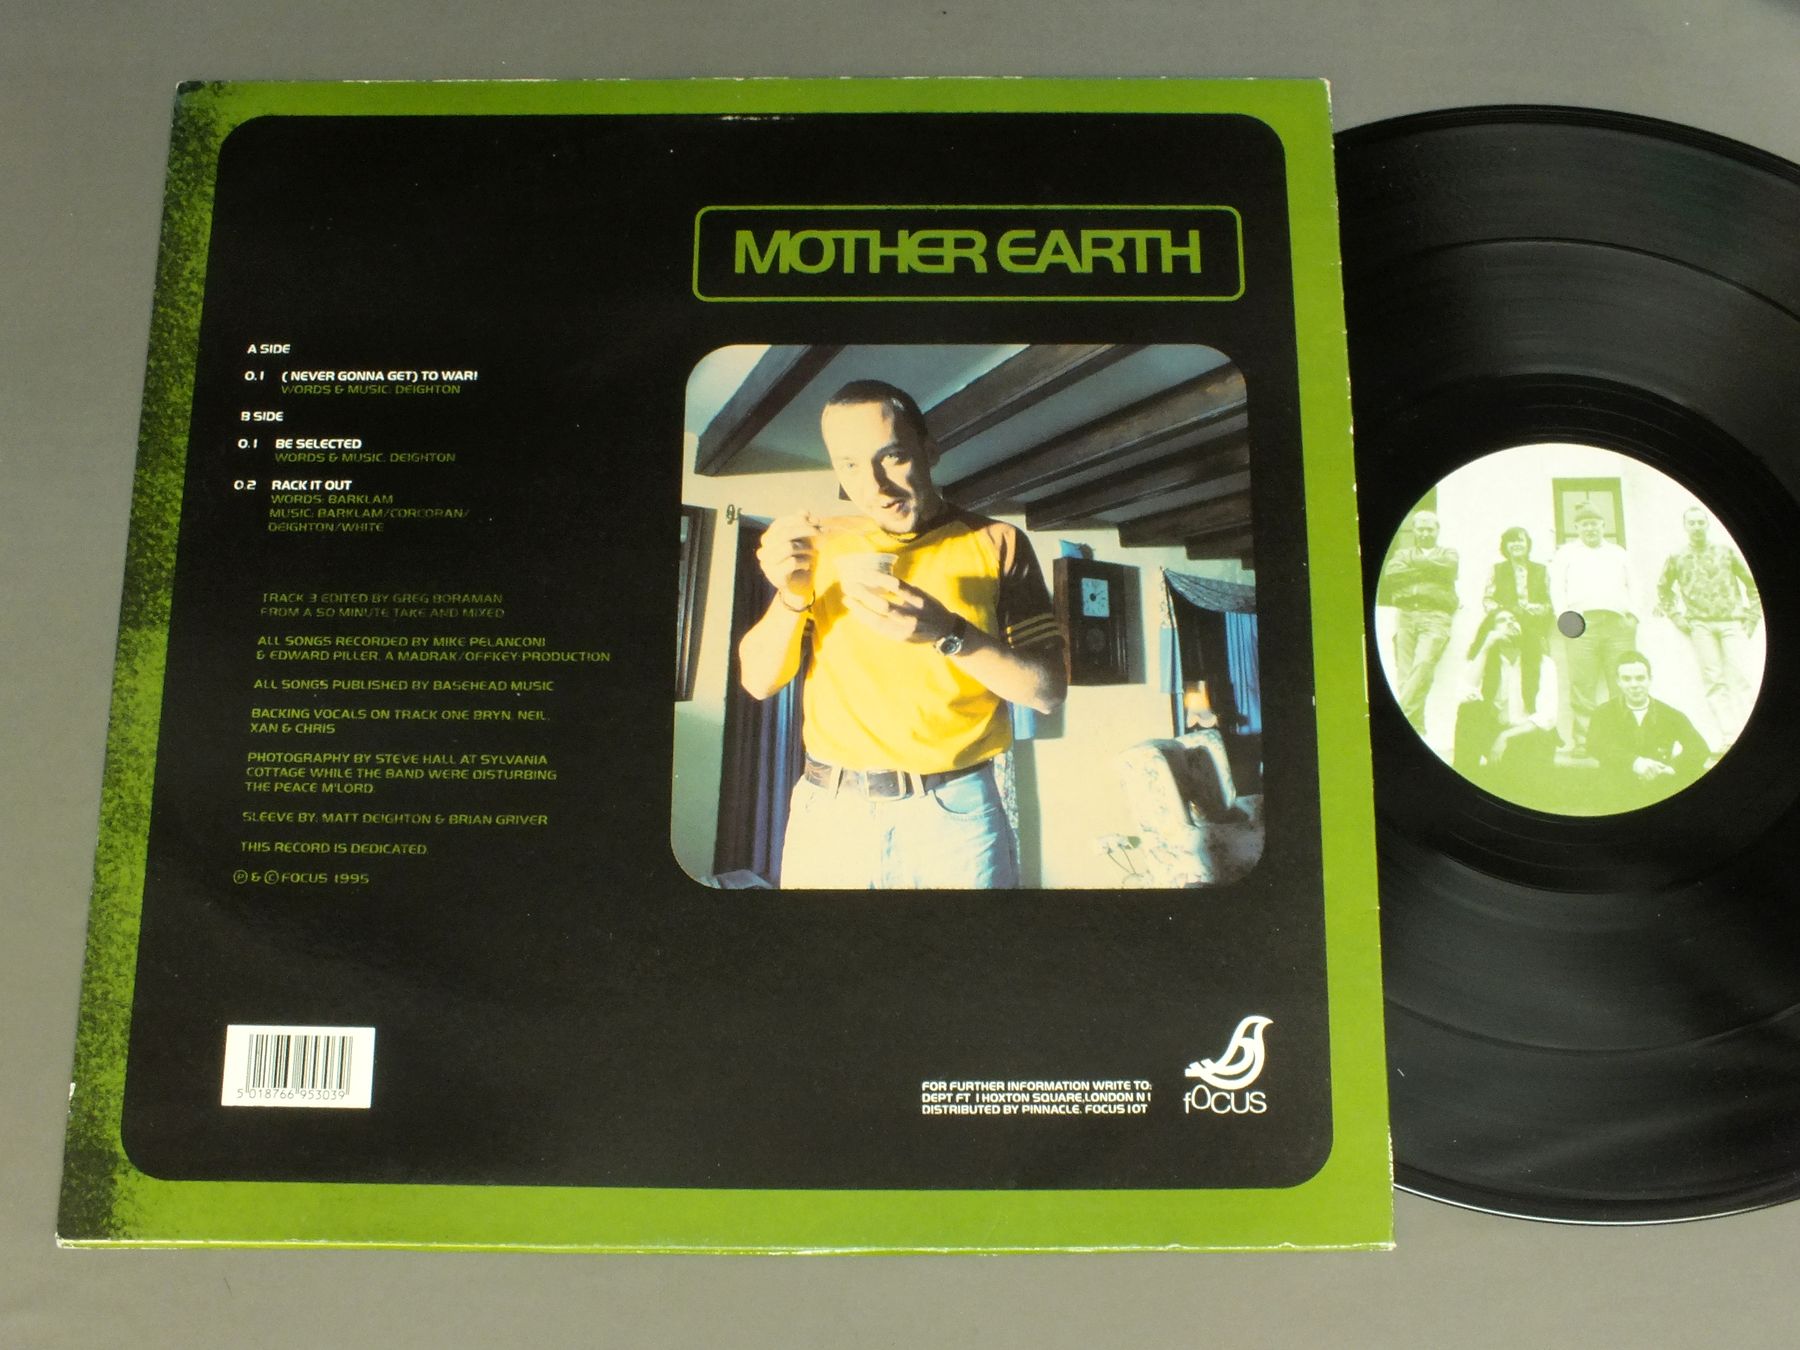 MOTHER EARTH
A SIDE
0.1 ( NEVER GONNA GET) TO WAR!
WORDS & MUSIC: DEIGHTON
B SIDE
0.1 BE SELECTED
WORDS & MUSIC: DEIGHTON
0.2 RACK IT OUT
WORDS: BARKLAM
MUSIC: BARKLAM/CORCORAN/
DEIGHTON/WHITE
TRACK 3 EDITED BY GREG BORAMAN
FROM A 50 MINUTE TAKE AND MIXED
ALL SONGS RECORDED BY MIKE PELANCONI
& EDWARD PILLER. A MADRAK/OFFKEY PRODUCTION
ALL SONGS PUBLISHED BY BASEHEAD MUSIC
BACKING VOCALS ON TRACK ONE BRYN, NEIL,
XAN & CHRIS
PHOTOGRAPHY BY STEVE HALL AT SYLVANIA
COTTAGE WHILE THE BAND WERE DISTURBING
THE PEACE M'LORD.
SLEEVE BY: MATT DEIGHTON & BRIAN GRIVER
THIS RECORD IS DEDICATED.
℗ & © FOCUS 1995
5 018766 953039
FOR FURTHER INFORMATION WRITE TO:
DEPT FT 1 HOXTON SQUARE, LONDON N1
DISTRIBUTED BY PINNACLE. FOCUS 10T
fOCUS